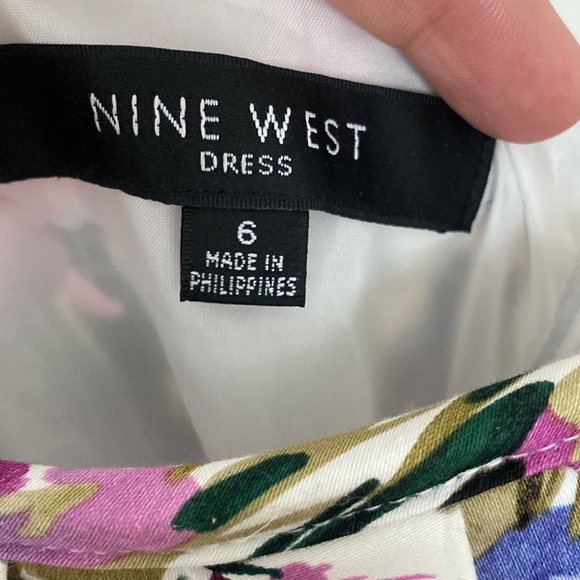 NINE WEST
DRESS
6
MADE IN
PHILIPPINES